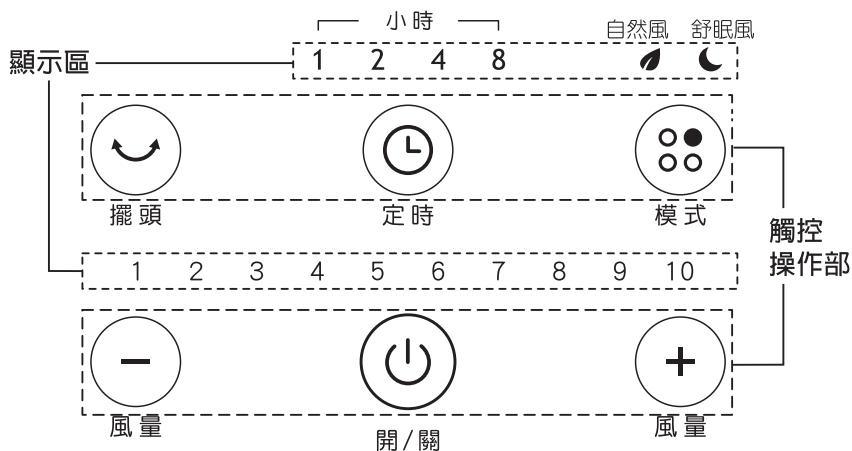 小時
自然風 舒眠風
顯示區
1 2 4 8
擺頭 定時 模式
觸控
操作部
1 2 3 4 5 6 7 8 9 10
風量 開/關 風量